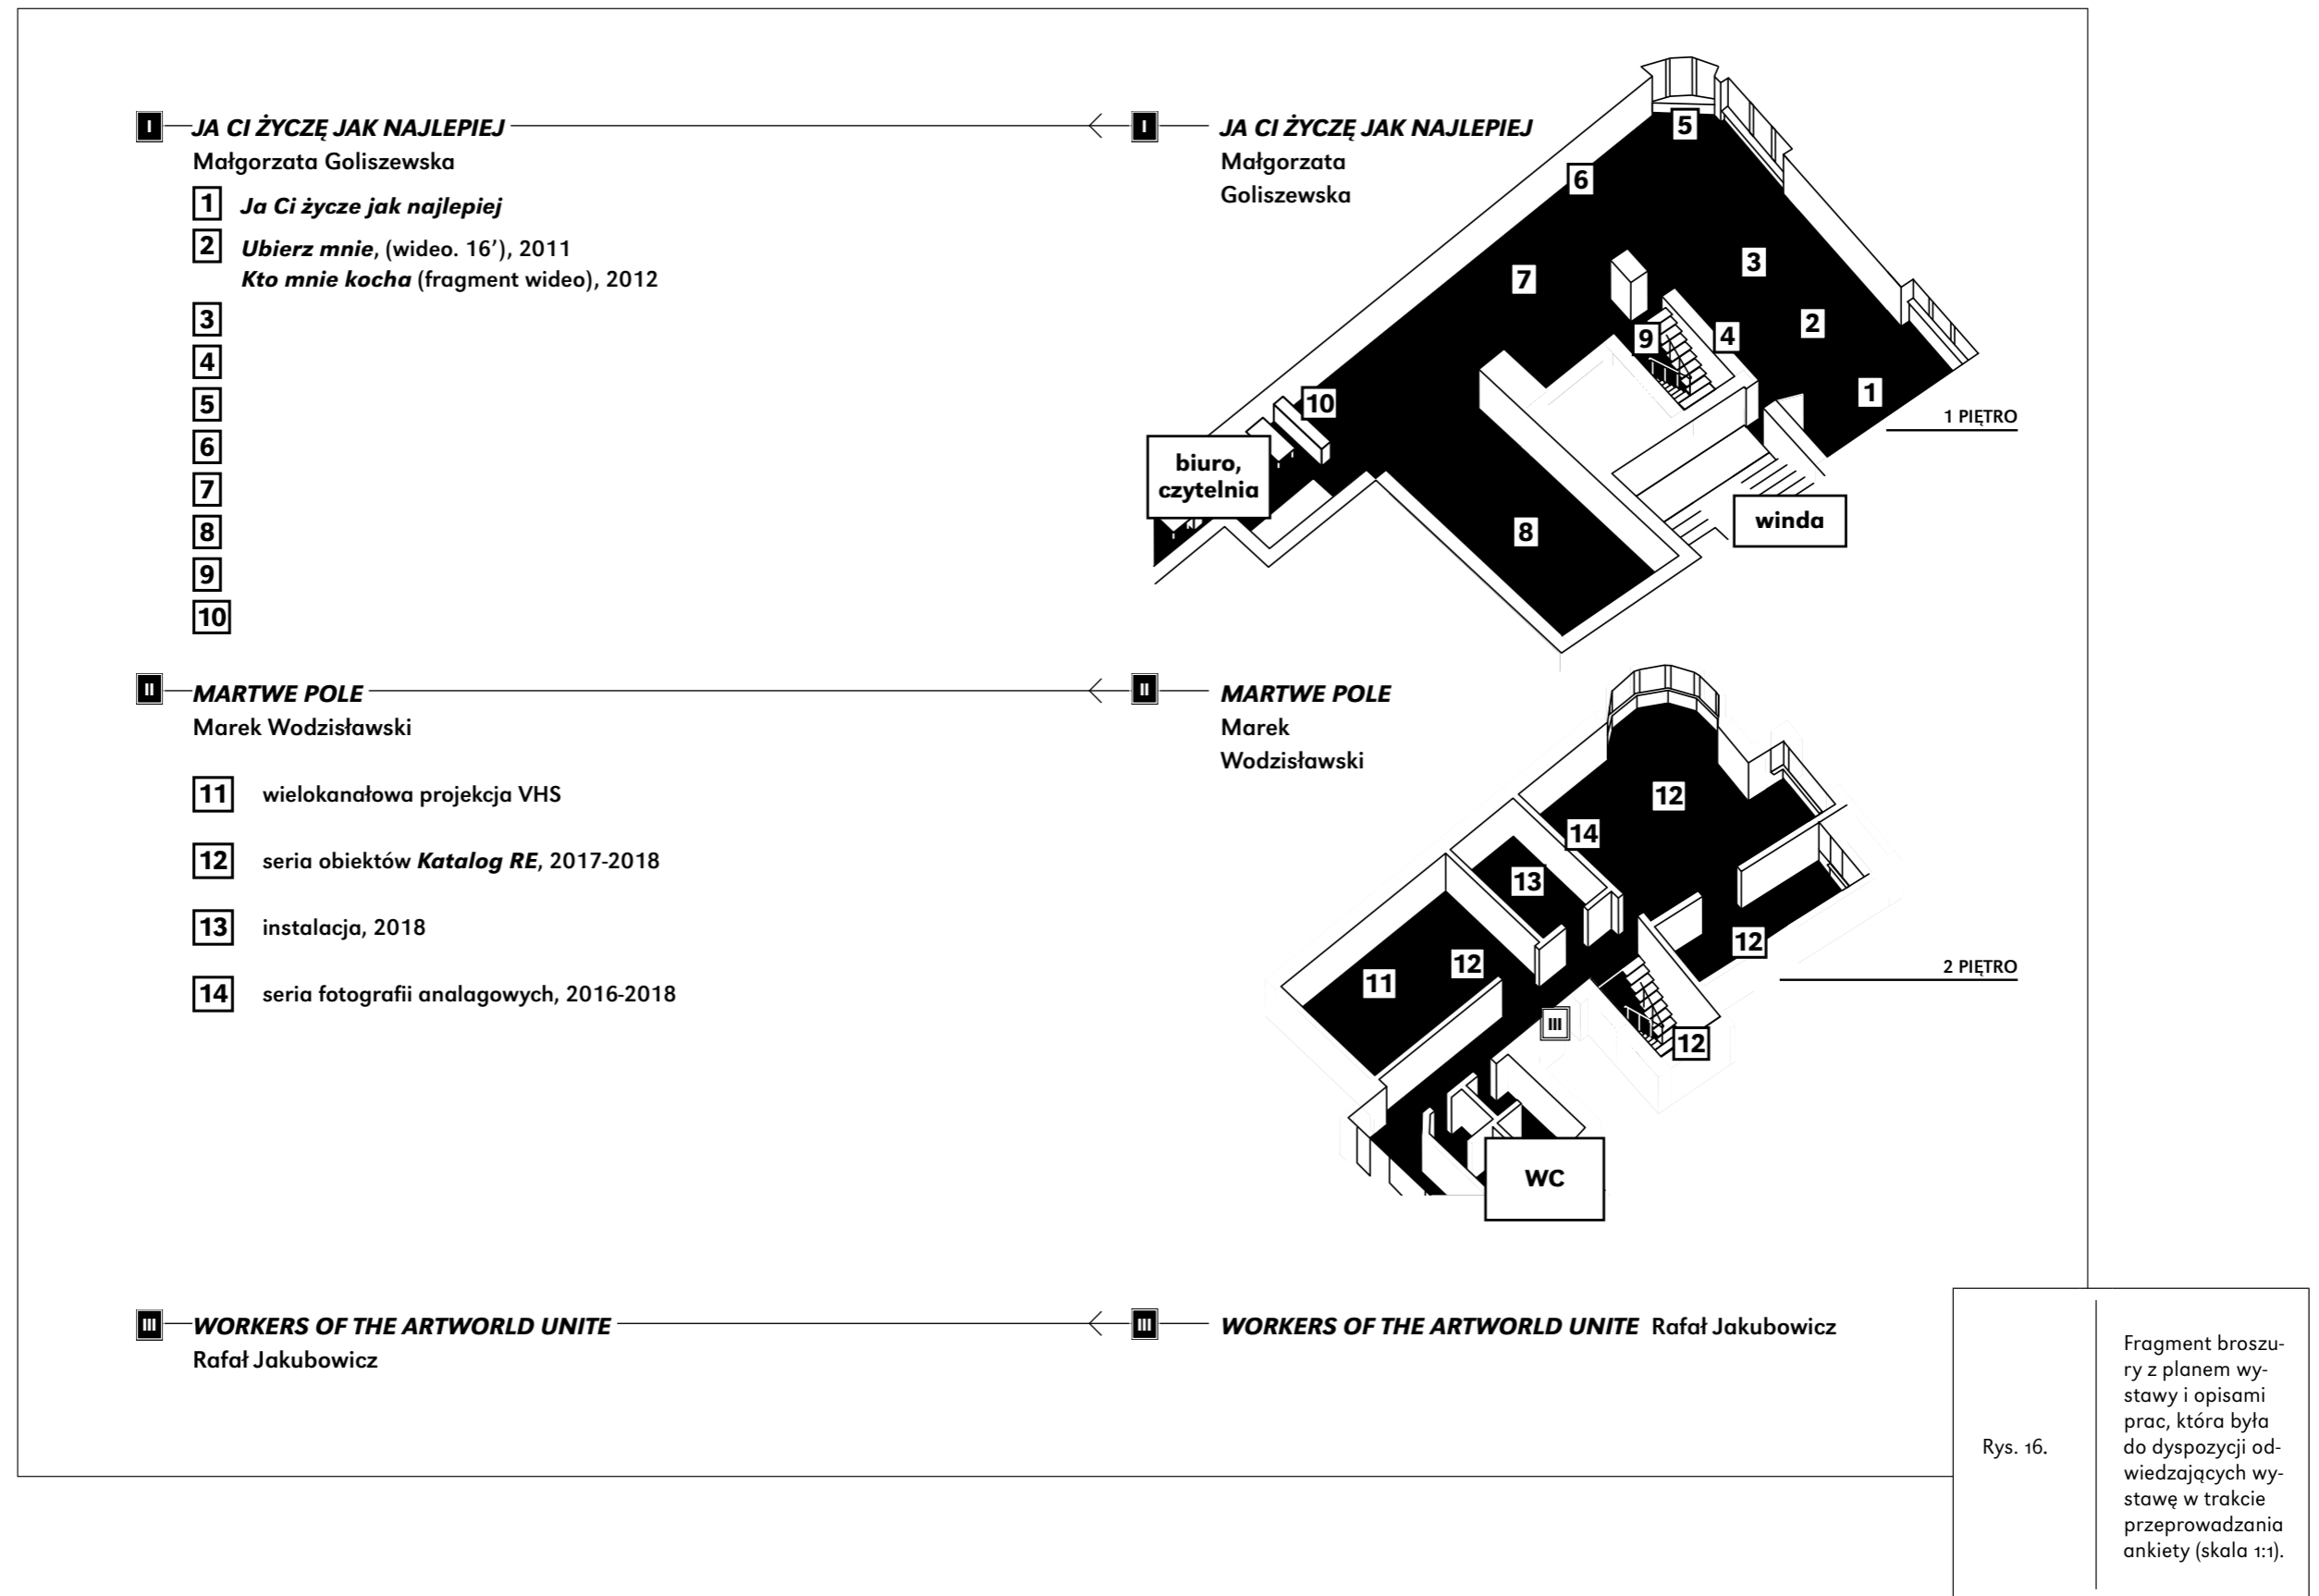 I JA CI ŻYCZĘ JAK NAJLEPIEJ
Małgorzata Goliszewska
1 Ja Ci życze jak najlepiej
2 Ubierz mnie, (wideo. 16’), 2011
Kto mnie kocha (fragment wideo), 2012
3
4
5
6
7
8
9
10
II MARTWE POLE
Marek Wodzisławski
11 wielokanałowa projekcja VHS
12 seria obiektów Katalog RE, 2017-2018
13 instalacja, 2018
14 seria fotografii analagowych, 2016-2018
III WORKERS OF THE ARTWORLD UNITE
Rafał Jakubowicz
I JA CI ŻYCZĘ JAK NAJLEPIEJ
Małgorzata
Goliszewska
5
6
3
7
2
9
4
1
10
1 PIĘTRO
biuro,
czytelnia
8
winda
II MARTWE POLE
Marek
Wodzisławski
12
14
13
12
12
11
2 PIĘTRO
III
12
WC
III WORKERS OF THE ARTWORLD UNITE Rafał Jakubowicz
Rys. 16.
Fragment broszu-
ry z planem wy-
stawy i opisami
prac, która była
do dyspozycji od-
wiedzających wy-
stawę w trakcie
przeprowadzania
ankiety (skala 1:1).